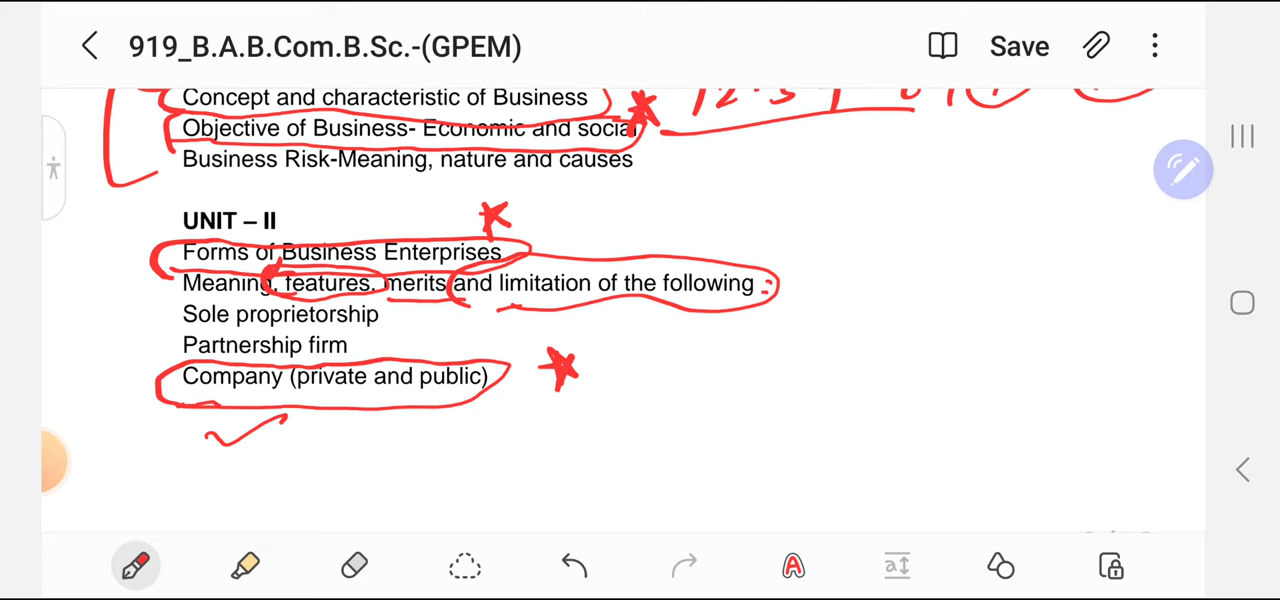 919_B.A.B.Com.B.Sc.-(GPEM)
Save
Concept and characteristic of Business
Objective of Business- Economic and social
Business Risk-Meaning, nature and causes
UNIT – II
Forms of Business Enterprises
Meaning, features, merits and limitation of the following :
Sole proprietorship
Partnership firm
Company (private and public)